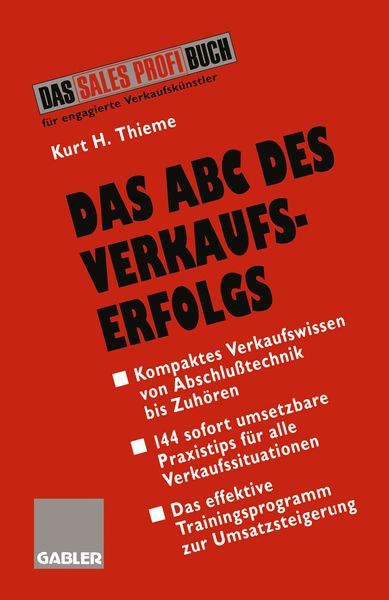 DAS SALES PROFI BUCH
für engagierte Verkaufskünstler
Kurt H. Thieme
DAS ABC DES
VERKAUFS-
ERFOLGS
Kompaktes Verkaufswissen
von Abschlußtechnik
bis Zuhören
144 sofort umsetzbare
Praxistips für alle
Verkaufssituationen
Das effektive
Trainingsprogramm
zur Umsatzsteigerung
GABLER